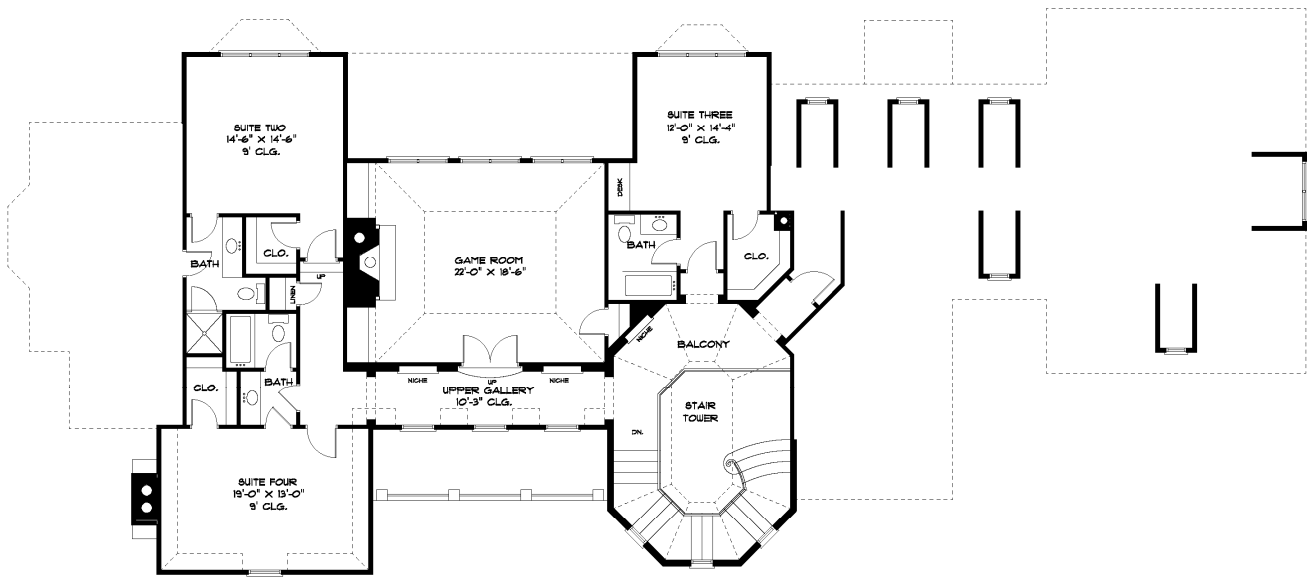 SUITE TWO
14'-6" X 14'-6"
9' CLG.
SUITE THREE
12'-0" X 14'-4"
9' CLG.
DESK
BATH
CLO.
BATH
CLO.
UP
LINEN
GAME ROOM
22'-0" X 18'-6"
NICHE
BALCONY
NICHE
UP
NICHE
UPPER GALLERY
10'-3" CLG.
CLO.
BATH
STAIR
TOWER
DN.
SUITE FOUR
19'-0" X 13'-0"
9' CLG.